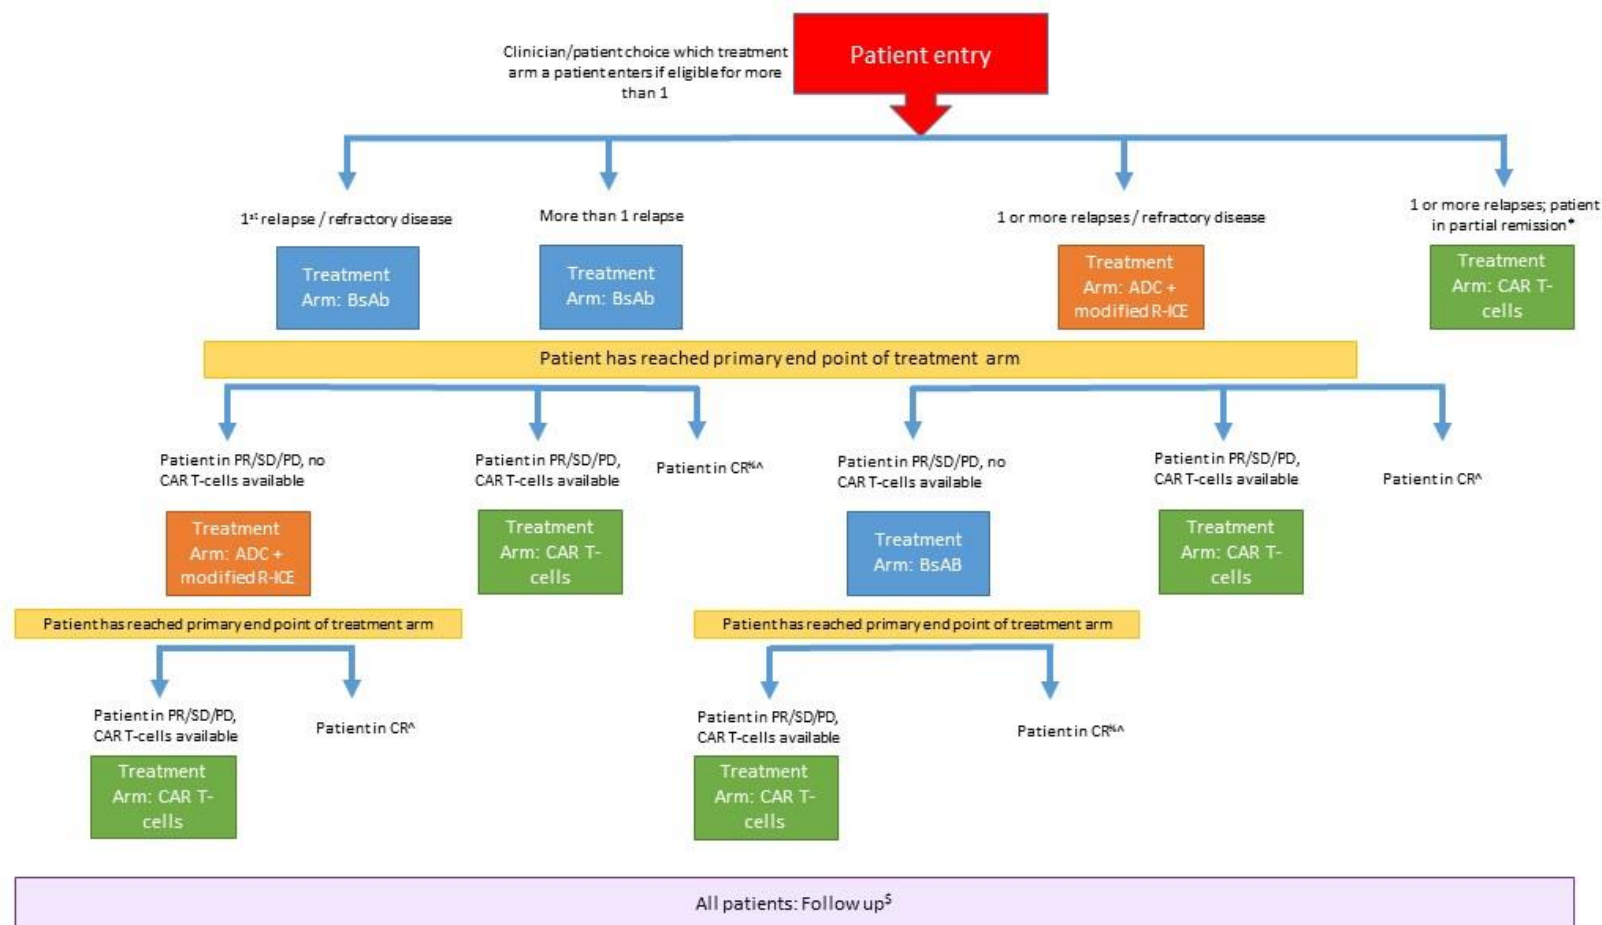 Clinician/patient choice which treatment
arm a patient enters if eligible for more
than 1
Patient entry
1st relapse / refractory disease
More than 1 relapse
1 or more relapses / refractory disease
1 or more relapses; patient
in partial remission*
Treatment
Arm: BsAb
Treatment
Arm: BsAb
Treatment
Arm: ADC +
modified R-ICE
Treatment
Arm: CAR T-
cells
Patient has reached primary end point of treatment arm
Patient in PR/SD/PD, no
CAR T-cells available
Patient in PR/SD/PD,
CAR T-cells available
Patient in CR%^
Patient in PR/SD/PD, no
CAR T-cells available
Patient in PR/SD/PD,
CAR T-cells available
Patient in CR^
Treatment
Arm: ADC +
modified R-ICE
Treatment
Arm: CAR T-
cells
Treatment
Arm: BsAB
Treatment
Arm: CAR T-
cells
Patient has reached primary end point of treatment arm
Patient has reached primary end point of treatment arm
Patient in PR/SD/PD,
CAR T-cells available
Patient in CR^
Patient in PR/SD/PD,
CAR T-cells available
Patient in CR%^
Treatment
Arm: CAR T-
cells
Treatment
Arm: CAR T-
cells
All patients: Follow up$